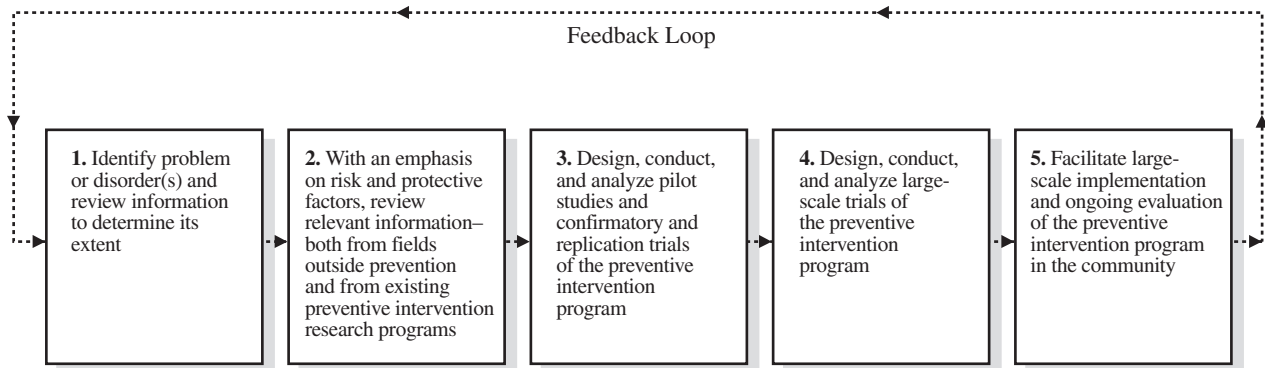 Feedback Loop
1. Identify problem
or disorder(s) and
review information
to determine its
extent
2. With an emphasis
on risk and protective
factors, review
relevant information–
both from fields
outside prevention
and from existing
preventive intervention
research programs
3. Design, conduct,
and analyze pilot
studies and
confirmatory and
replication trials
of the preventive
intervention
program
4. Design, conduct,
and analyze large-
scale trials of
the preventive
intervention
program
5. Facilitate large-
scale implementation
and ongoing evaluation
of the preventive
intervention program
in the community